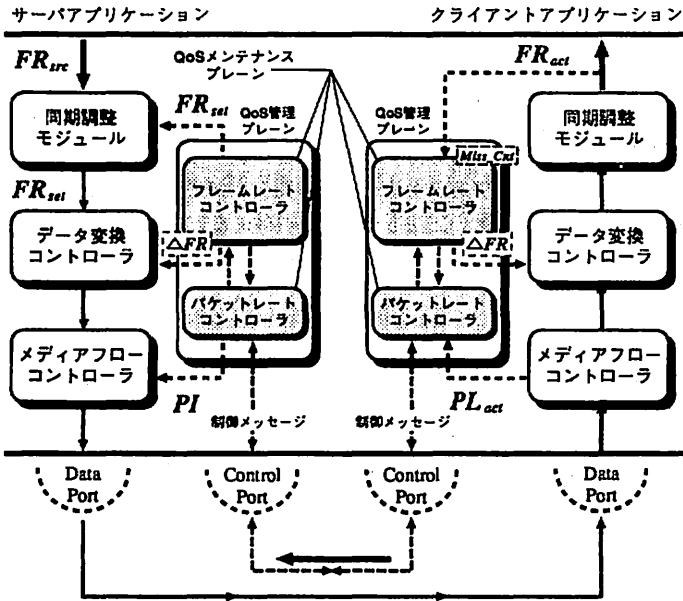 サーバアプリケーション
クライアントアプリケーション
FRsrc
QoSメンテナンス
プレーン
FRact
同期調整
モジュール
FRsel
QoS管理
プレーン
QoS管理
プレーン
同期調整
モジュール
Miss_Cnt
FRsel
フレームレート
コントローラ
フレームレート
コントローラ
データ変換
コントローラ
△FR
△FR
データ変換
コントローラ
パケットレート
コントローラ
パケットレート
コントローラ
メディアフロー
コントローラ
メディアフロー
コントローラ
PI
制御メッセージ
制御メッセージ
PLact
Data
Port
Control
Port
Control
Port
Data
Port